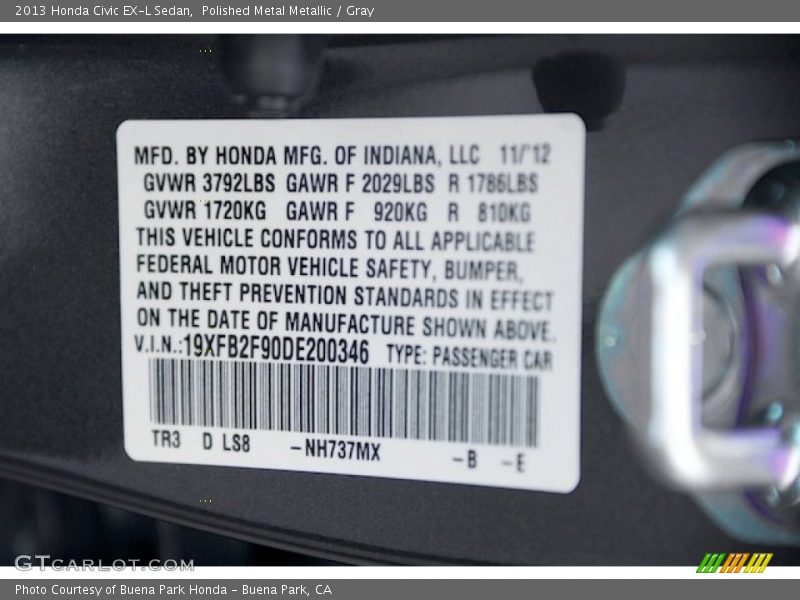 2013 Honda Civic EX-L Sedan, Polished Metal Metallic / Gray
MFD. BY HONDA MFG. OF INDIANA, LLC 11/'12
GVWR 3792LBS GAWR F 2029LBS R 1786LBS
GVWR 1720KG GAWR F 920KG R 810KG
THIS VEHICLE CONFORMS TO ALL APPLICABLE
FEDERAL MOTOR VEHICLE SAFETY, BUMPER,
AND THEFT PREVENTION STANDARDS IN EFFECT
ON THE DATE OF MANUFACTURE SHOWN ABOVE.
V.I.N.:19XFB2F90DE200346 TYPE: PASSENGER CAR
TR3 D LS8 -NH737MX -B -E
GTCARLOT.COM
Photo Courtesy of Buena Park Honda - Buena Park, CA